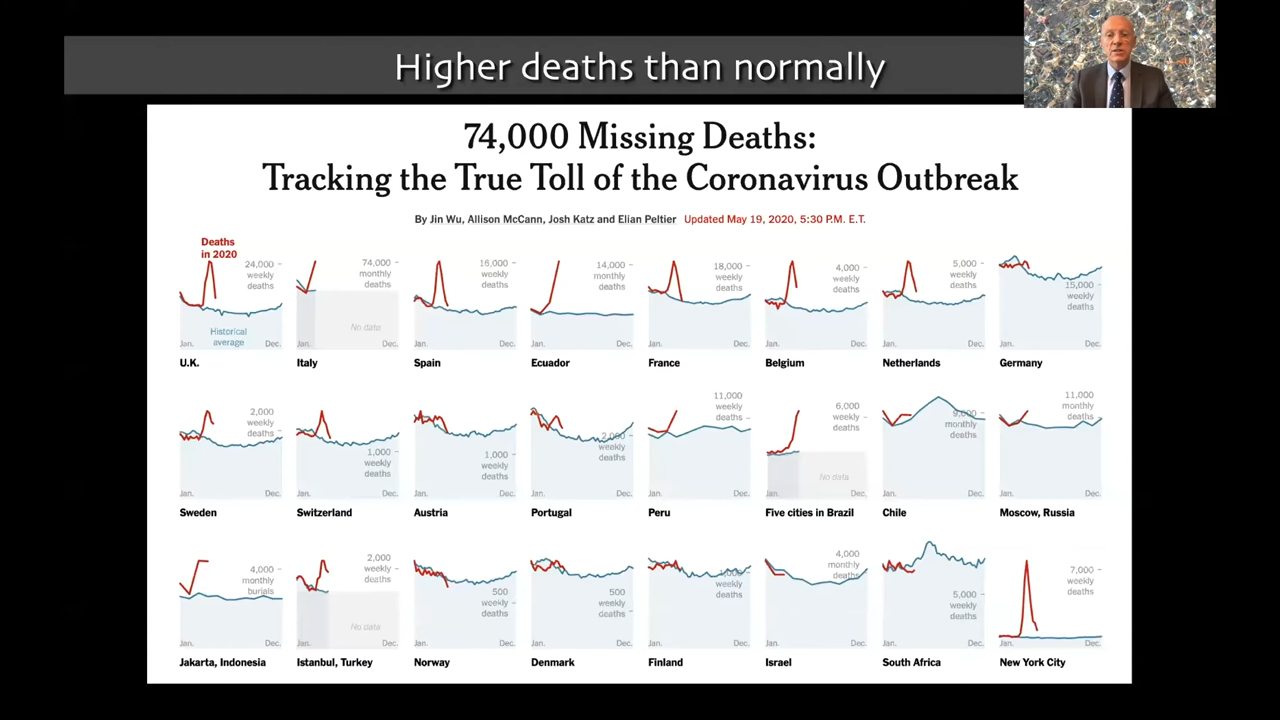 Higher deaths than normally
74,000 Missing Deaths:
Tracking the True Toll of the Coronavirus Outbreak
By Jin Wu, Allison McCann, Josh Katz and Elian Peltier Updated May 19, 2020, 5:30 P.M. E.T.
Deaths
in 2020
24,000
weekly
deaths
Historical
average
Jan.
Dec.
U.K.
74,000
monthly
deaths
No data
Jan.
Dec.
Italy
16,000
weekly
deaths
Jan.
Dec.
Spain
14,000
monthly
deaths
Jan.
Dec.
Ecuador
18,000
weekly
deaths
Jan.
Dec.
France
4,000
weekly
deaths
Jan.
Dec.
Belgium
5,000
weekly
deaths
Jan.
Dec.
Netherlands
15,000
weekly
deaths
Jan.
Dec.
Germany
2,000
weekly
deaths
Jan.
Dec.
Sweden
1,000
weekly
deaths
Jan.
Dec.
Switzerland
1,000
weekly
deaths
Jan.
Dec.
Austria
2,000
weekly
deaths
Jan.
Dec.
Portugal
11,000
weekly
deaths
Jan.
Dec.
Peru
6,000
weekly
deaths
No data
Jan.
Dec.
Five cities in Brazil
9,000
monthly
deaths
Jan.
Dec.
Chile
11,000
monthly
deaths
Jan.
Dec.
Moscow, Russia
4,000
monthly
burials
Jan.
Dec.
Jakarta, Indonesia
2,000
weekly
deaths
No data
Jan.
Dec.
Istanbul, Turkey
500
weekly
deaths
Jan.
Dec.
Norway
500
weekly
deaths
Jan.
Dec.
Denmark
weekly
deaths
Jan.
Dec.
Finland
4,000
monthly
deaths
Jan.
Dec.
Israel
5,000
weekly
deaths
Jan.
Dec.
South Africa
7,000
weekly
deaths
Jan.
Dec.
New York City